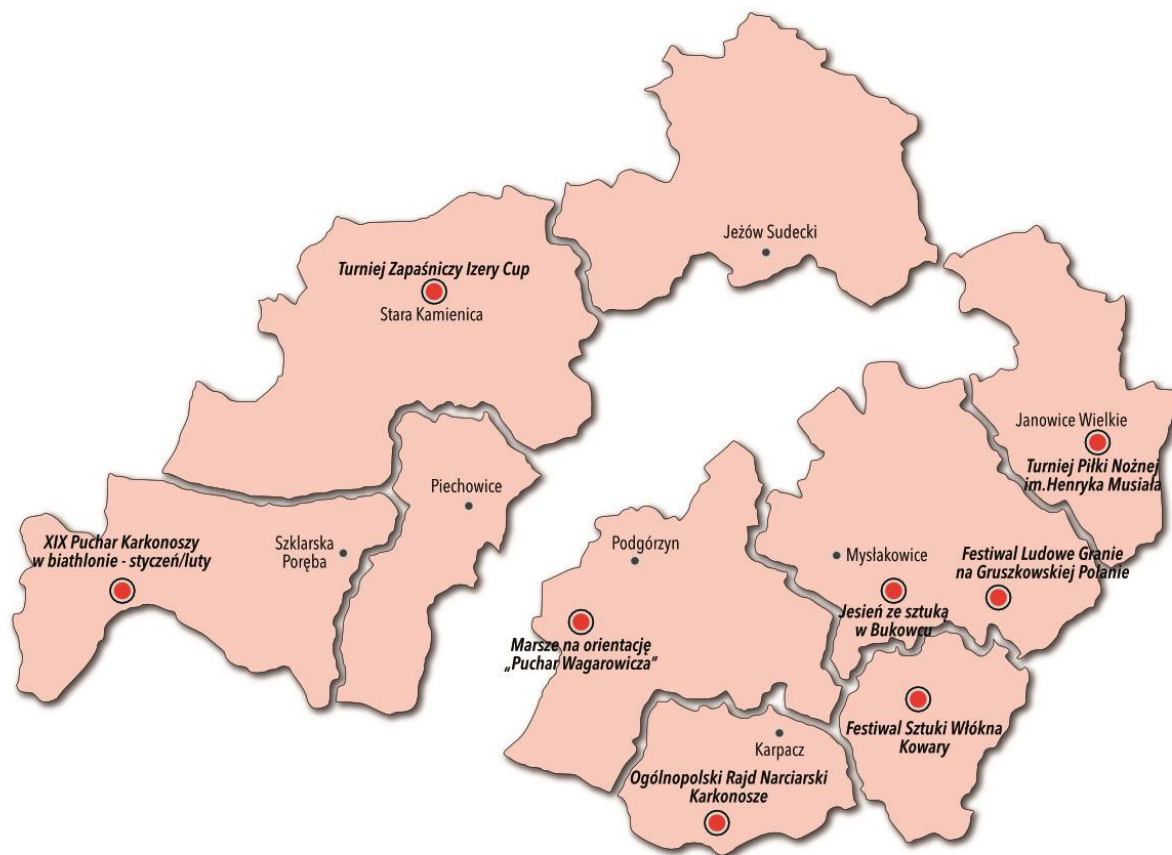 Jeżów Sudecki
Turniej Zapaśniczy Izery Cup
Stara Kamienica
Janowice Wielkie
Turniej Piłki Nożnej
im.Henryka Musiała
Piechowice
XIX Puchar Karkonoszy
w biathlonie - styczeń/luty
Szklarska
Poręba
Podgórzyn
Mysłakowice
Festiwal Ludowe Granie
na Gruszkowskiej Polanie
Jesień ze sztuką
w Bukowcu
Marsze na orientację
„Puchar Wagarowicza”
Festiwal Sztuki Włókna
Kowary
Karpacz
Ogólnopolski Rajd Narciarski
Karkonosze